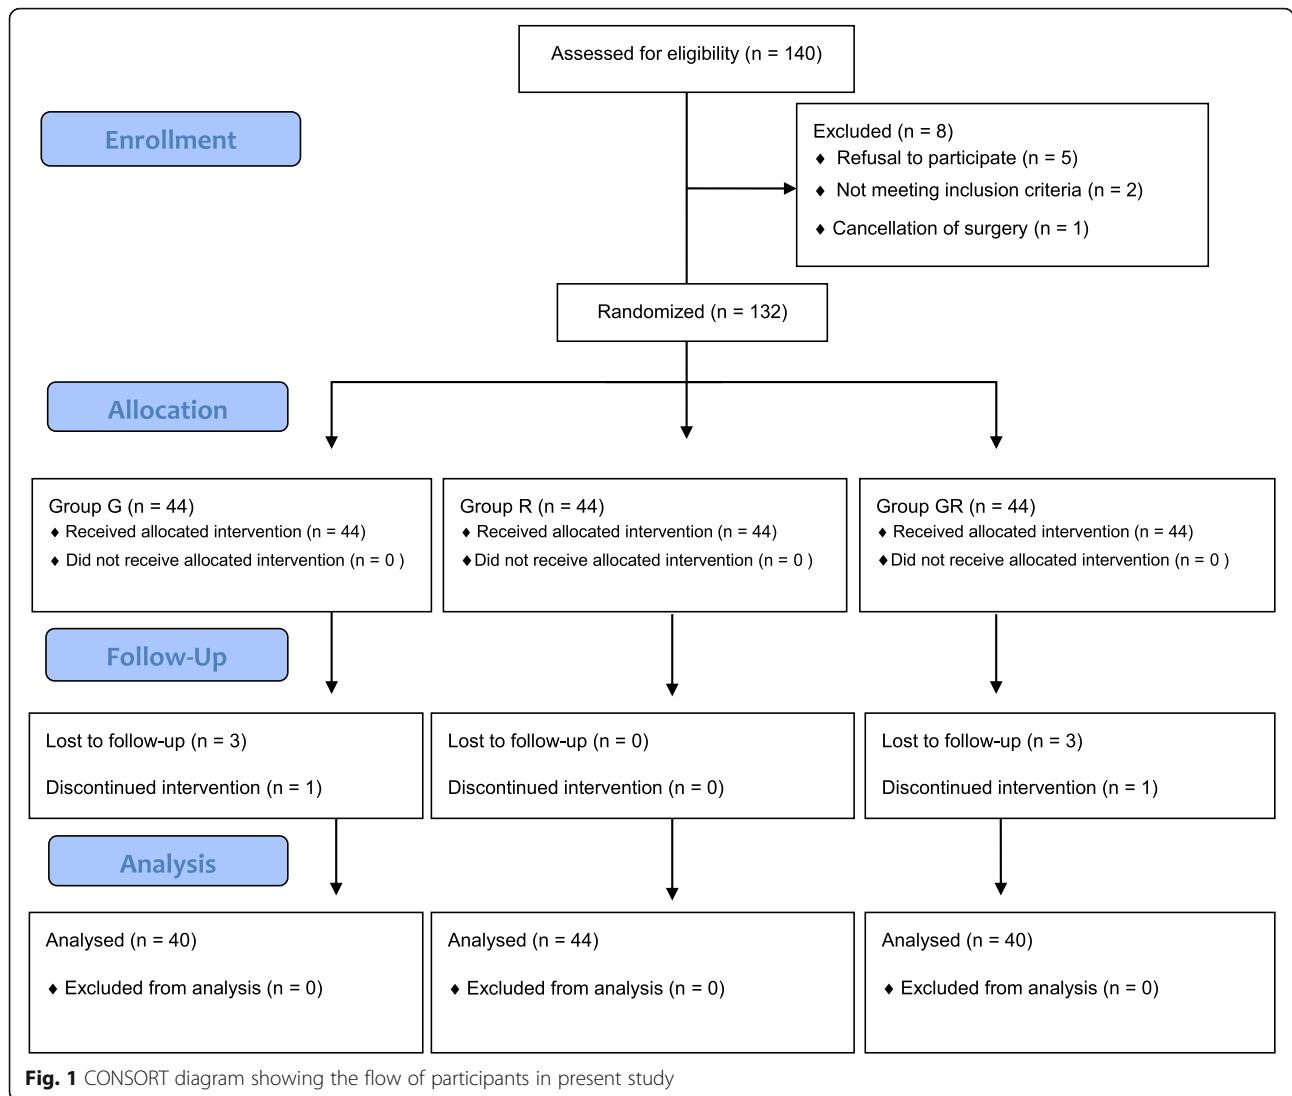 Assessed for eligibility (n = 140)
Enrollment
Excluded (n = 8)
♦ Refusal to participate (n = 5)
♦ Not meeting inclusion criteria (n = 2)
♦ Cancellation of surgery (n = 1)
Randomized (n = 132)
Allocation
Group G (n = 44)
♦ Received allocated intervention (n = 44)
♦ Did not receive allocated intervention (n = 0 )
Group R (n = 44)
♦ Received allocated intervention (n = 44)
♦Did not receive allocated intervention (n = 0 )
Group GR (n = 44)
♦ Received allocated intervention (n = 44)
♦Did not receive allocated intervention (n = 0 )
Follow-Up
Lost to follow-up (n = 3)
Discontinued intervention (n = 1)
Lost to follow-up (n = 0)
Discontinued intervention (n = 0)
Lost to follow-up (n = 3)
Discontinued intervention (n = 1)
Analysis
Analysed (n = 40)
♦ Excluded from analysis (n = 0)
Analysed (n = 44)
♦ Excluded from analysis (n = 0)
Analysed (n = 40)
♦ Excluded from analysis (n = 0)
Fig. 1 CONSORT diagram showing the flow of participants in present study